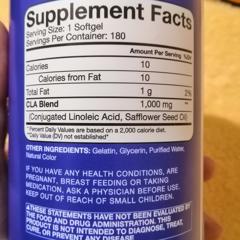 Supplement Facts
Serving Size: 1 Softgel
Servings Per Container: 180
Amount Per Serving %DV
Calories 10
Calories from Fat 10
Total Fat 1 g 2%
CLA Blend 1,000 mg **
(Conjugated Linoleic Acid, Safflower Seed Oil)
*Percent Daily Values are based on a 2,000 calorie diet.
**Daily Value (DV) not established*
OTHER INGREDIENTS: Gelatin, Glycerin, Purified Water,
Natural Color
IF YOU HAVE ANY HEALTH CONDITIONS, ARE
PREGNANT, BREAST FEEDING OR TAKING
MEDICATION, ASK A PHYSICIAN BEFORE USE.
KEEP OUT OF REACH OF SMALL CHILDREN.
THESE STATEMENTS HAVE NOT BEEN EVALUATED BY
THE FOOD AND DRUG ADMINISTRATION. THIS
PRODUCT IS NOT INTENDED TO DIAGNOSE, TREAT,
CURE, OR PREVENT ANY DISEASE